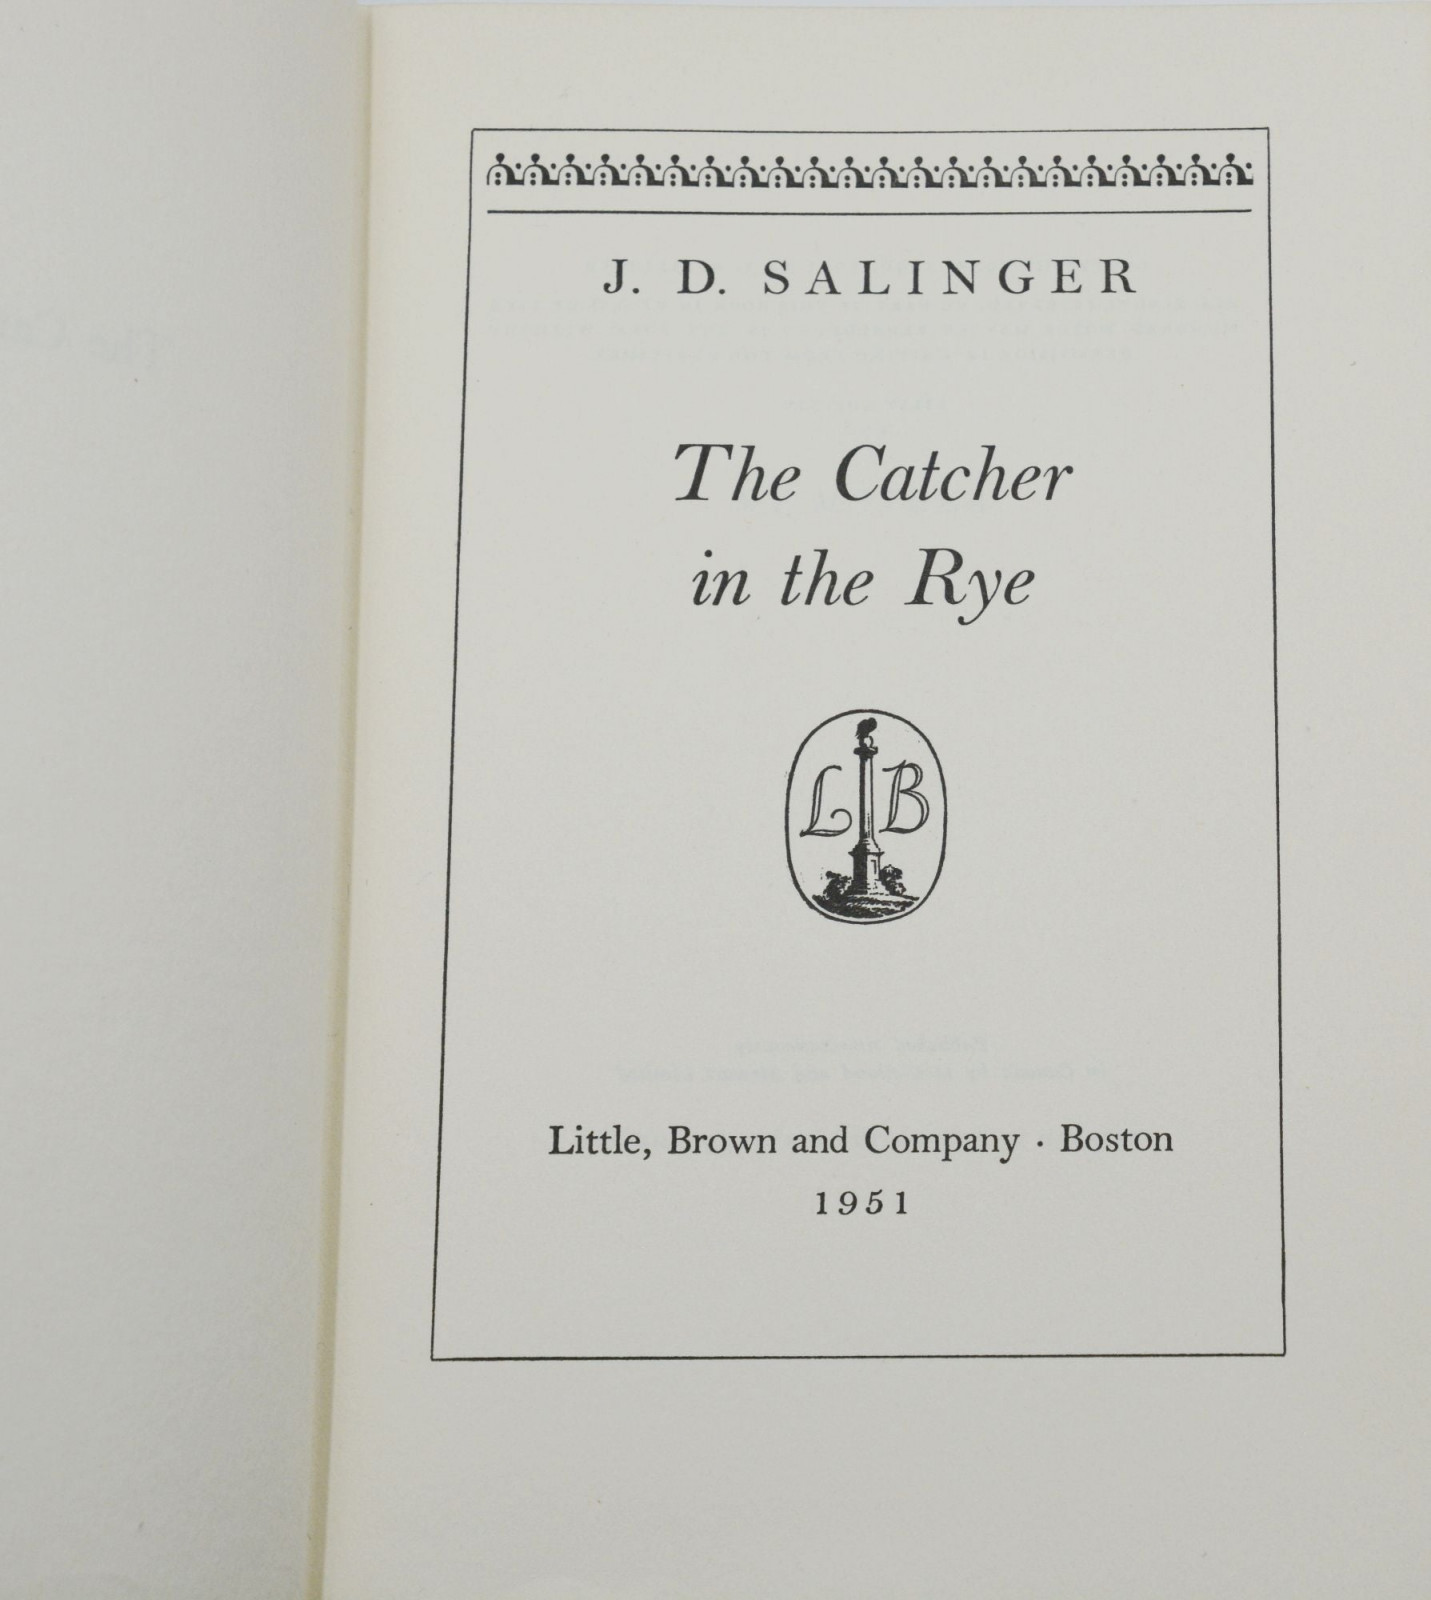 J. D. SALINGER
The Catcher
in the Rye
L B
Little, Brown and Company · Boston
1951